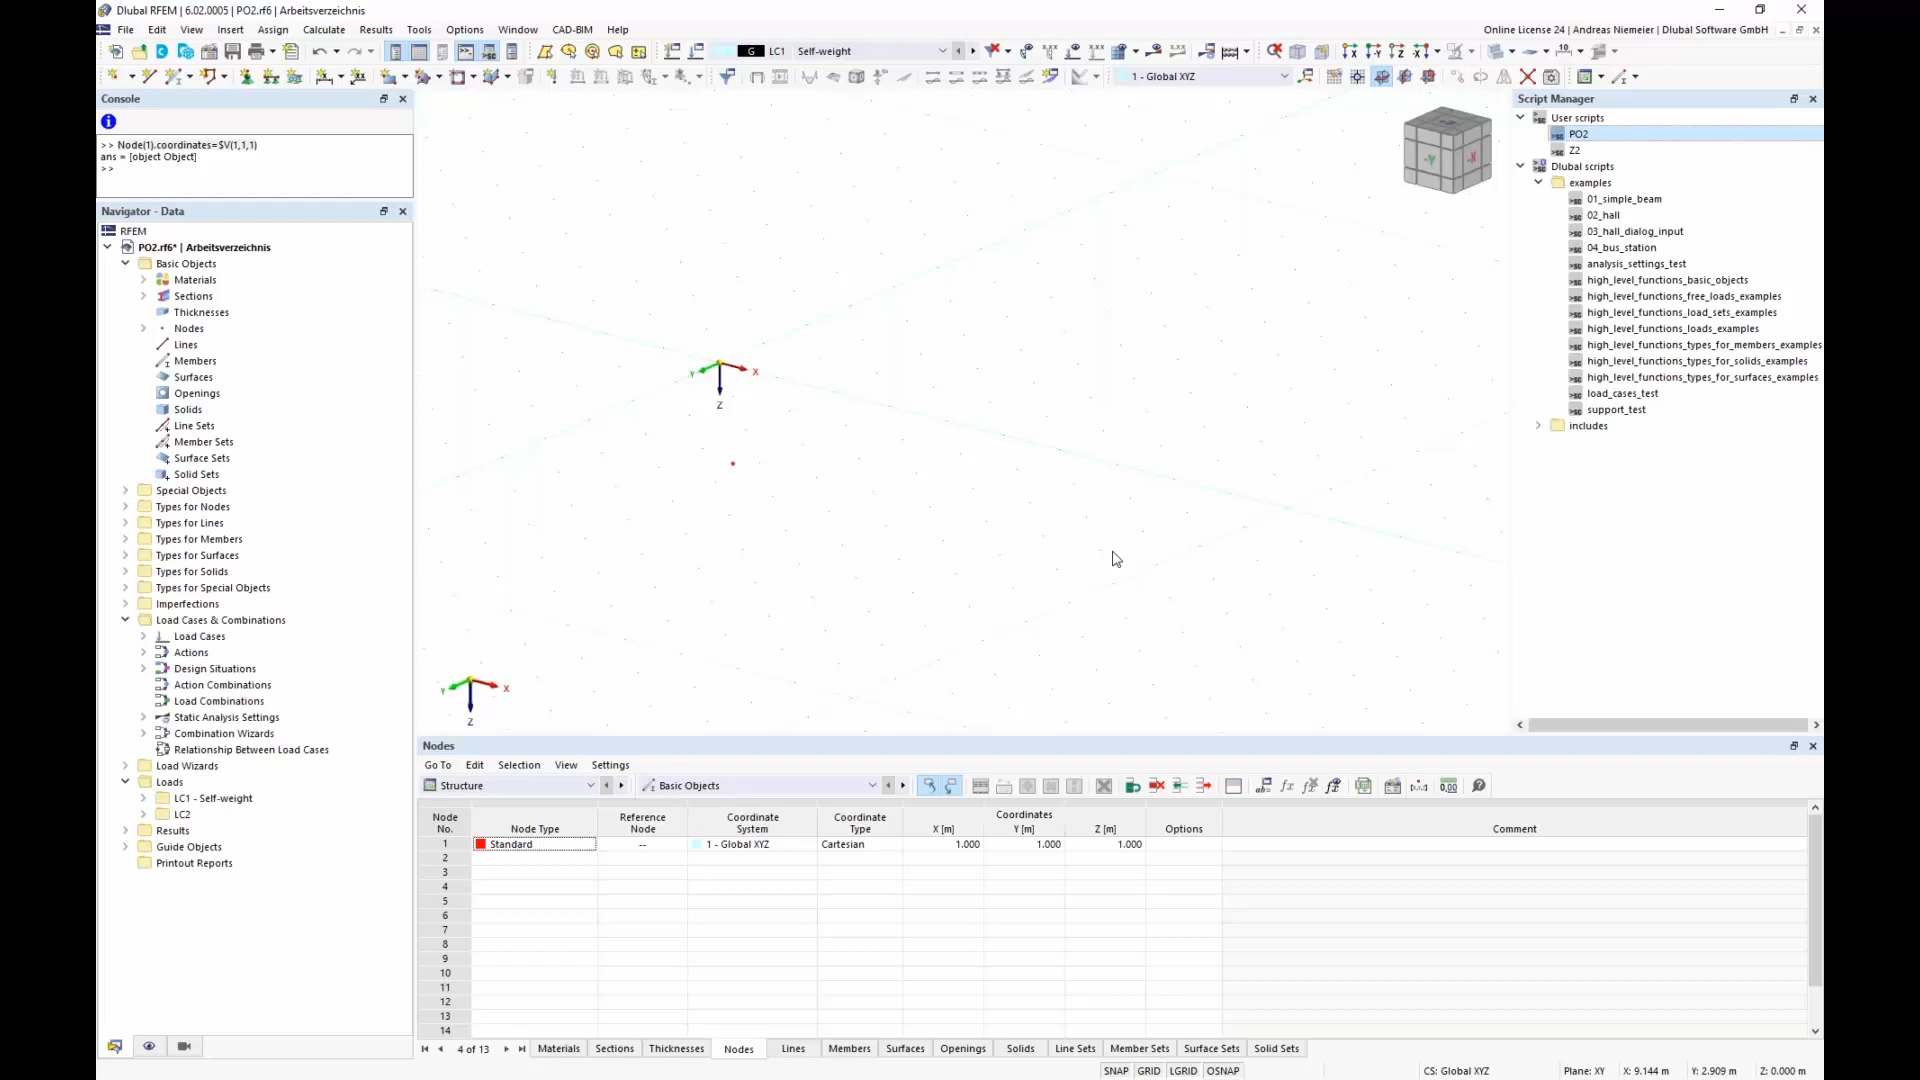 Dlubal RFEM | 6.02.0005 | PO2.rf6 | Arbeitsverzeichnis
File Edit View Insert Assign Calculate Results Tools Options Window CAD-BIM Help
Online License 24 | Andreas Niemeier | Dlubal Software GmbH
G LC1 Self-weight
1 - Global XYZ
Console
>> Node(1).coordinates=$V(1,1,1)
ans = [object Object]
>>
Navigator - Data
RFEM
PO2.rf6* | Arbeitsverzeichnis
Basic Objects
Materials
Sections
Thicknesses
Nodes
Lines
Members
Surfaces
Openings
Solids
Line Sets
Member Sets
Surface Sets
Solid Sets
Special Objects
Types for Nodes
Types for Lines
Types for Members
Types for Surfaces
Types for Solids
Types for Special Objects
Imperfections
Load Cases & Combinations
Load Cases
Actions
Design Situations
Action Combinations
Load Combinations
Static Analysis Settings
Combination Wizards
Relationship Between Load Cases
Load Wizards
Loads
LC1 - Self-weight
LC2
Results
Guide Objects
Printout Reports
-Y -X
Y X
Z
Y X
Z
Script Manager
User scripts
PO2
Z2
Dlubal scripts
examples
01_simple_beam
02_hall
03_hall_dialog_input
04_bus_station
analysis_settings_test
high_level_functions_basic_objects
high_level_functions_free_loads_examples
high_level_functions_load_sets_examples
high_level_functions_loads_examples
high_level_functions_types_for_members_examples
high_level_functions_types_for_solids_examples
high_level_functions_types_for_surfaces_examples
load_cases_test
support_test
includes
Nodes
Go To Edit Selection View Settings
Structure Basic Objects
Node No. Node Type Reference Node Coordinate System Coordinate Type Coordinates X [m] Y [m] Z [m] Options Comment
1 Standard -- 1 - Global XYZ Cartesian 1.000 1.000 1.000
2
3
4
5
6
7
8
9
10
11
12
13
14
4 of 13 Materials Sections Thicknesses Nodes Lines Members Surfaces Openings Solids Line Sets Member Sets Surface Sets Solid Sets
SNAP GRID LGRID OSNAP CS: Global XYZ Plane: XY X: 9.144 m Y: 2.909 m Z: 0.000 m